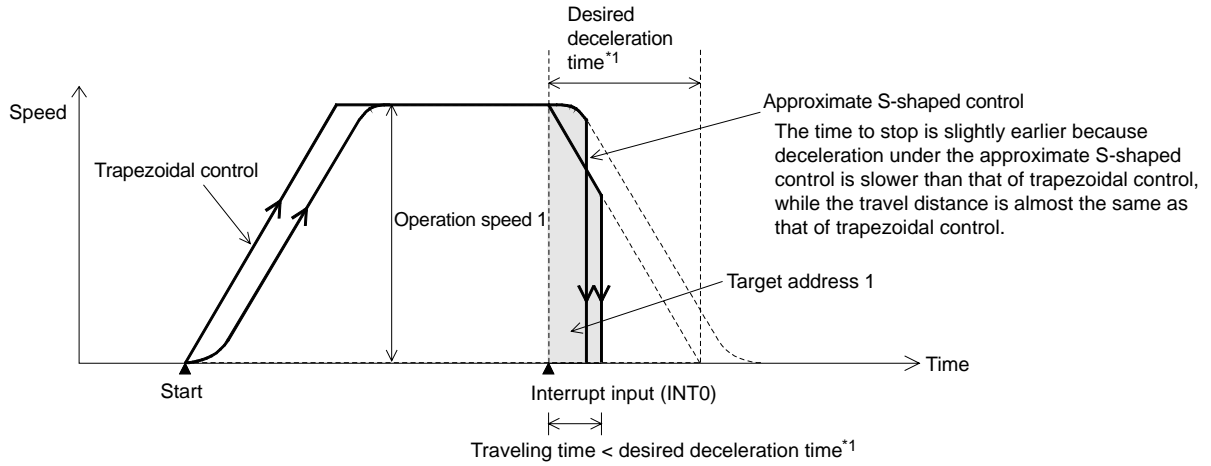 Desired
deceleration
time*1
Speed
Approximate S-shaped control
The time to stop is slightly earlier because
deceleration under the approximate S-shaped
control is slower than that of trapezoidal control,
while the travel distance is almost the same as
that of trapezoidal control.
Trapezoidal control
Operation speed 1
Target address 1
Time
Start
Interrupt input (INT0)
Traveling time < desired deceleration time*1